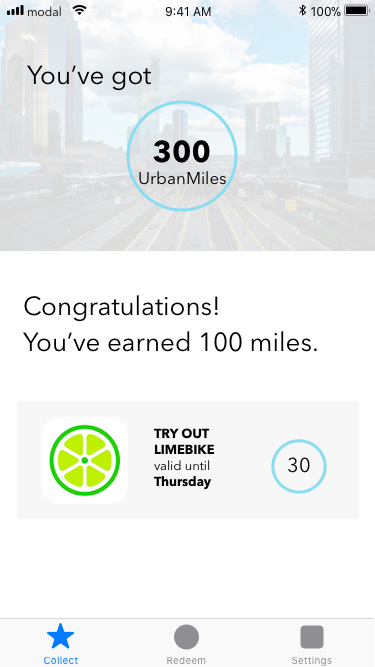 modal 9:41 AM 100%
You’ve got
300
UrbanMiles
Congratulations!
You’ve earned 100 miles.
TRY OUT
LIMEBIKE
valid until
Thursday
30
Collect Redeem Settings